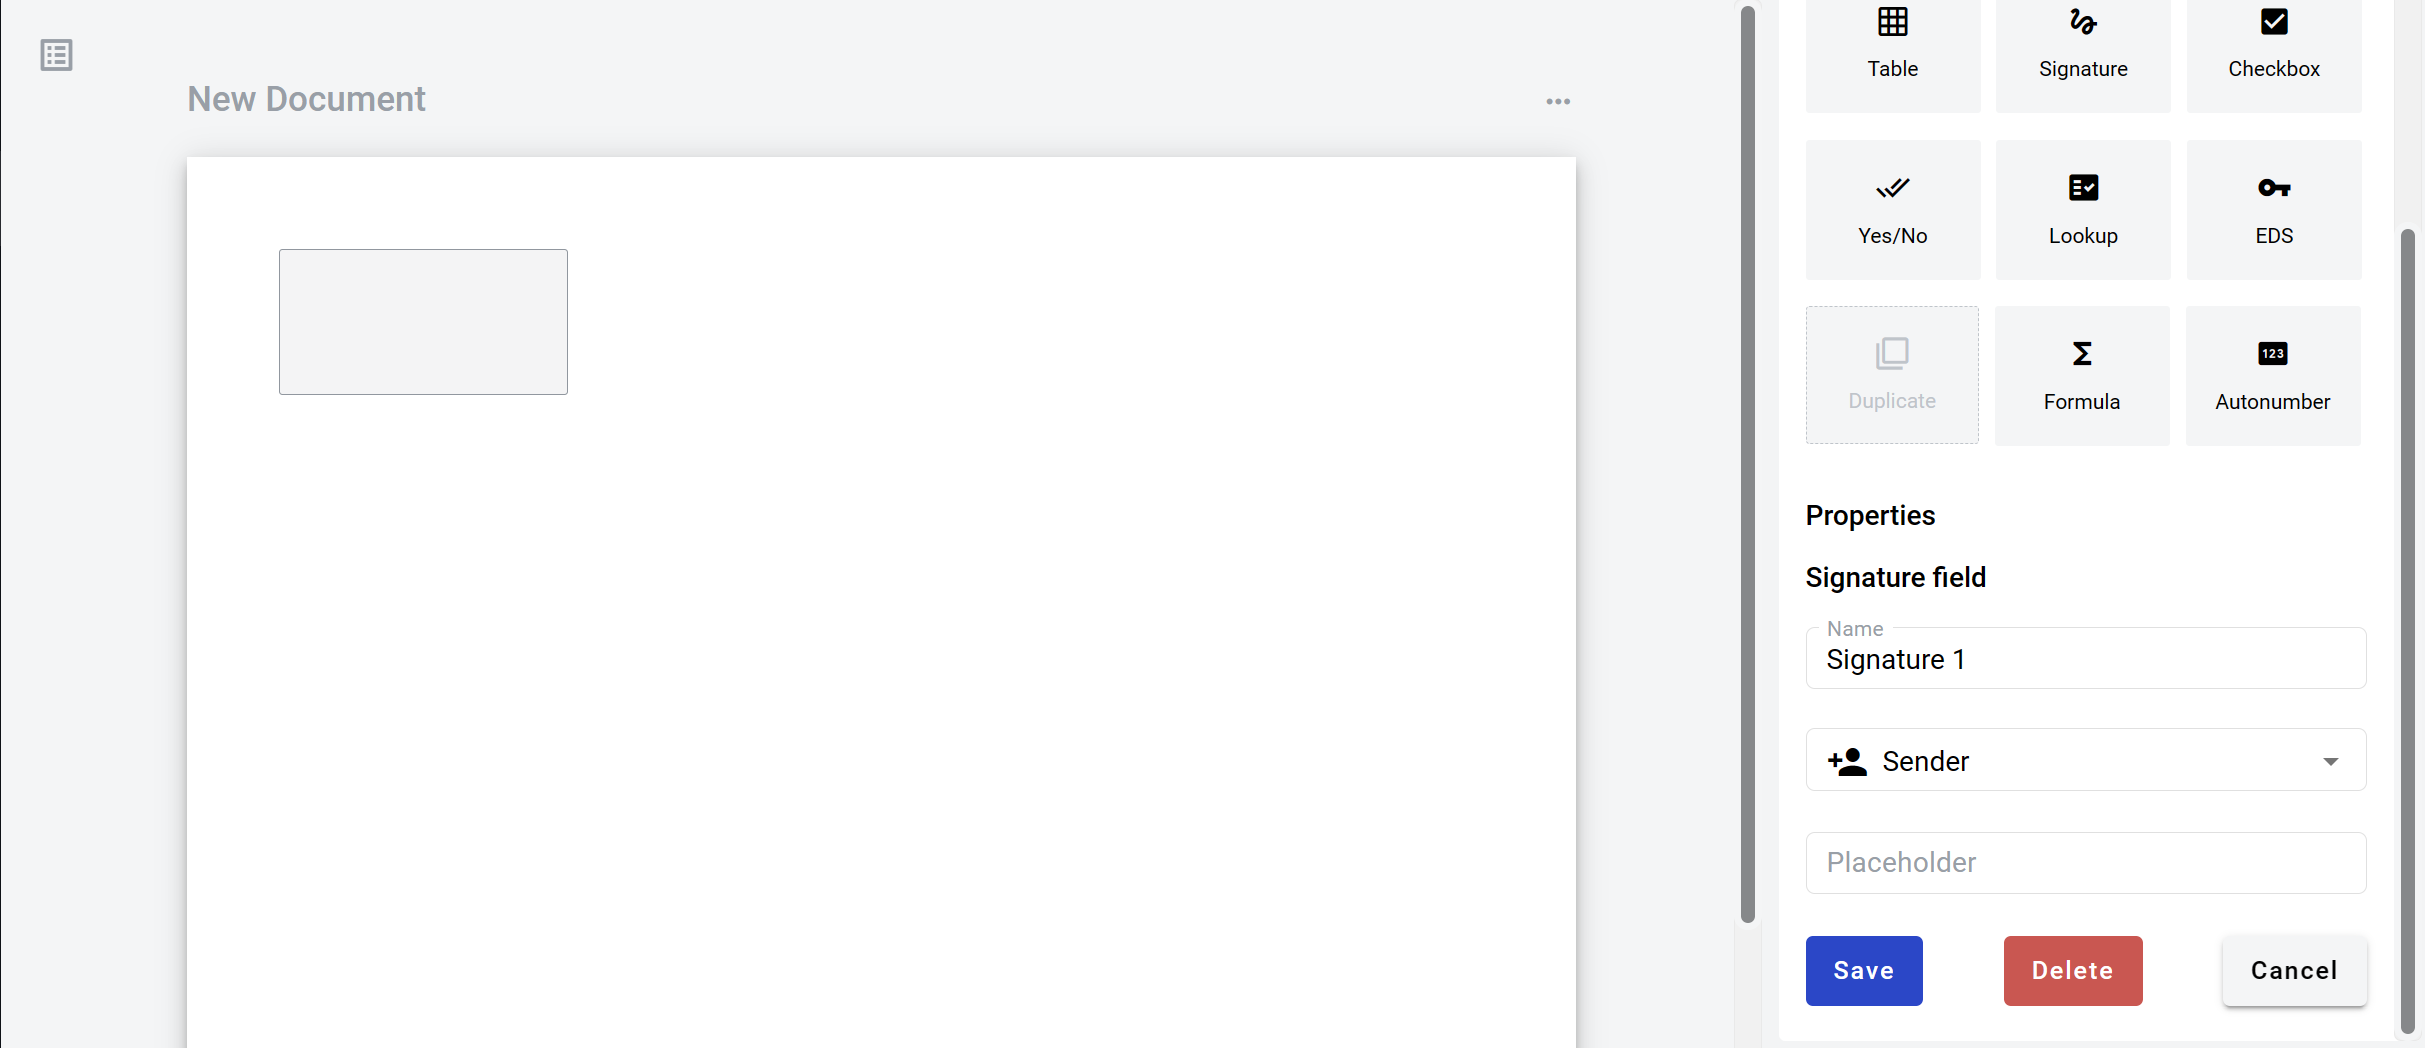 New Document
Table
Signature
Checkbox
Yes/No
Lookup
EDS
Duplicate
Formula
123
Autonumber
Properties
Signature field
Name
Signature 1
Sender
Placeholder
Save
Delete
Cancel